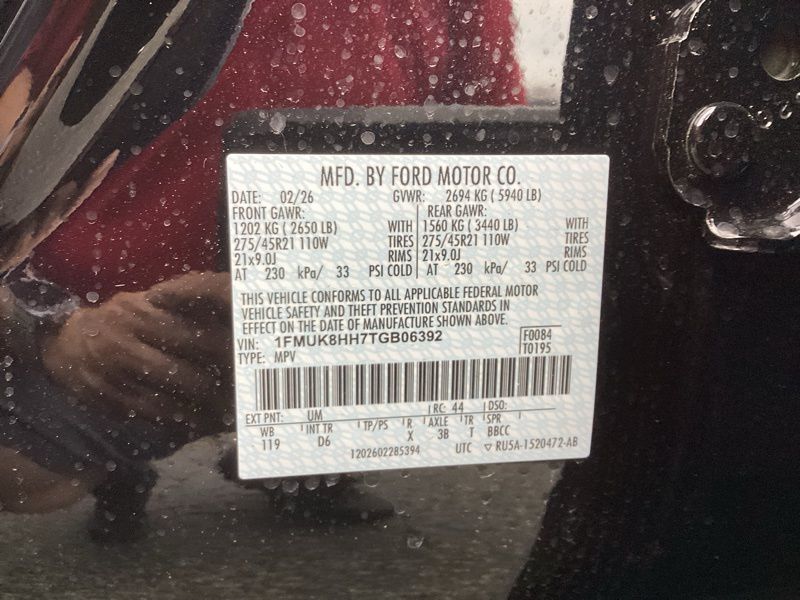 MFD. BY FORD MOTOR CO.
DATE: 02/26 GVWR: 2694 KG ( 5940 LB)
FRONT GAWR: REAR GAWR:
1202 KG ( 2650 LB) WITH 1560 KG ( 3440 LB) WITH
275/45R21 110W TIRES 275/45R21 110W TIRES
21x9.0J RIMS 21x9.0J RIMS
AT 230 kPa/ 33 PSI COLD AT 230 kPa/ 33 PSI COLD
THIS VEHICLE CONFORMS TO ALL APPLICABLE FEDERAL MOTOR
VEHICLE SAFETY AND THEFT PREVENTION STANDARDS IN
EFFECT ON THE DATE OF MANUFACTURE SHOWN ABOVE.
VIN: 1FMUK8HH7TGB06392 F0084
TYPE: MPV T0195
EXT PNT: UM RC: 44 DSO:
WB INT TR TP/PS R AXLE TR SPR
119 D6 X 3B T BBCC
1202602285394 UTC ▽ RU5A-1520472-AB